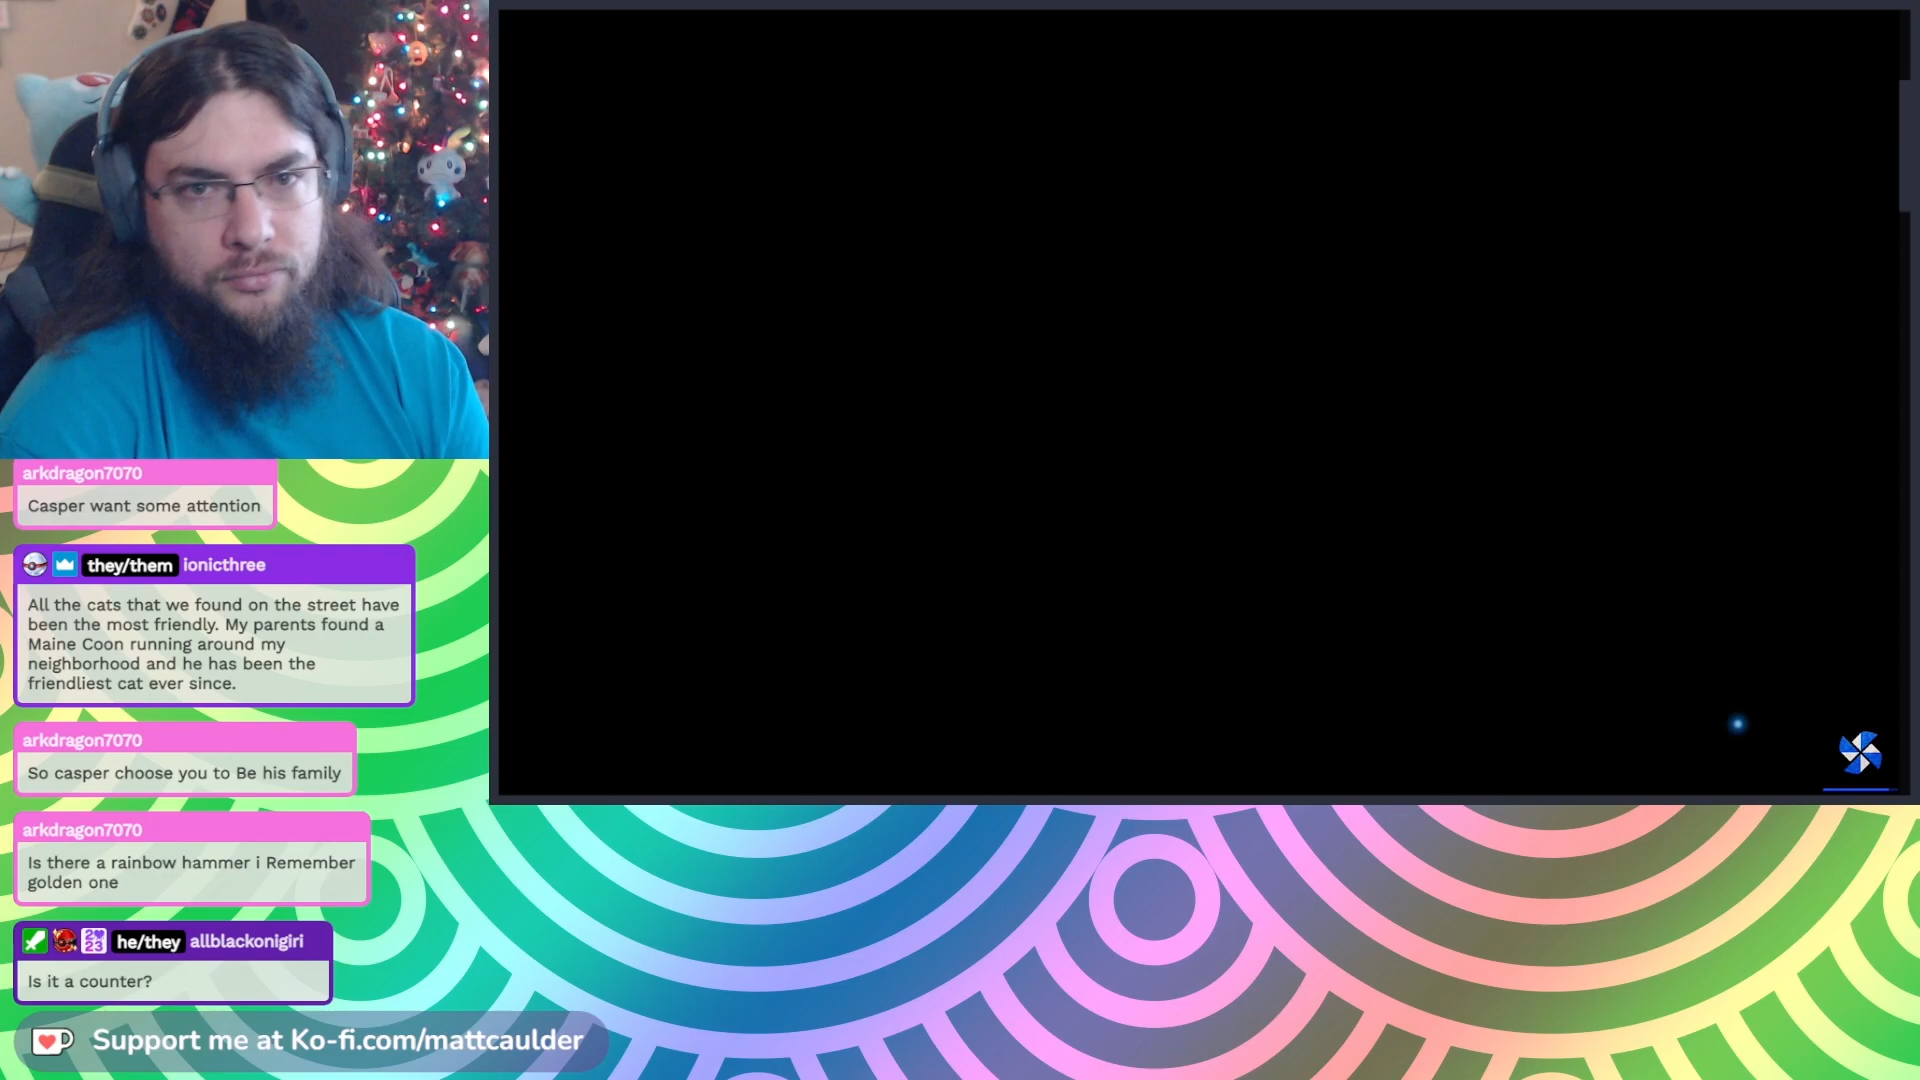 arkdragon7070
Casper want some attention
they/them ionicthree
All the cats that we found on the street have
been the most friendly. My parents found a
Maine Coon running around my
neighborhood and he has been the
friendliest cat ever since.
arkdragon7070
So casper choose you to Be his family
arkdragon7070
Is there a rainbow hammer i Remember
golden one
2023 he/they allblackonigiri
Is it a counter?
Support me at Ko-fi.com/mattcaulder